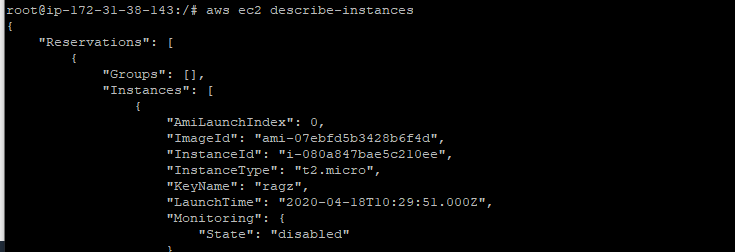 root@ip-172-31-38-143:/# aws ec2 describe-instances
{
    "Reservations": [
        {
            "Groups": [],
            "Instances": [
                {
                    "AmiLaunchIndex": 0,
                    "ImageId": "ami-07ebfd5b3428b6f4d",
                    "InstanceId": "i-080a847bae5c210ee",
                    "InstanceType": "t2.micro",
                    "KeyName": "ragz",
                    "LaunchTime": "2020-04-18T10:29:51.000Z",
                    "Monitoring": {
                        "State": "disabled"
                    }